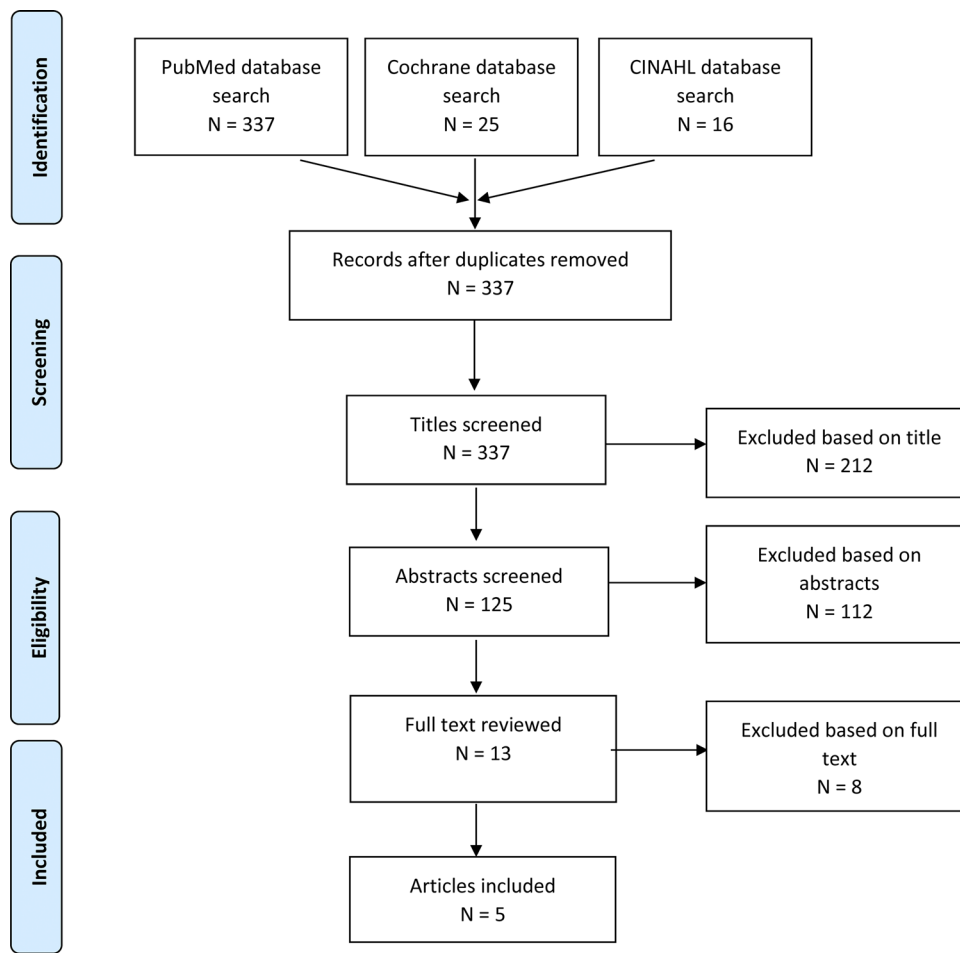 Identification
PubMed database
search
N = 337
Cochrane database
search
N = 25
CINAHL database
search
N = 16
Screening
Records after duplicates removed
N = 337
Titles screened
N = 337
Excluded based on title
N = 212
Eligibility
Abstracts screened
N = 125
Excluded based on
abstracts
N = 112
Full text reviewed
N = 13
Excluded based on full
text
N = 8
Included
Articles included
N = 5